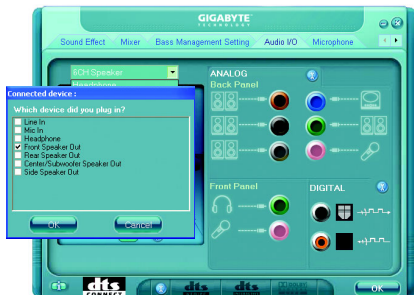 GIGABYTE
TECHNOLOGY
Sound Effect
Mixer
Bass Management Setting
Audio I/O
Microphone
6CH Speaker
Headphone
ANALOG
Back Panel
Connected device :
Which device did you plug in?
Line In
Mic In
Headphone
Front Speaker Out
Rear Speaker Out
Center/Subwoofer Speaker Out
Side Speaker Out
OK
Cancel
Front Panel
DIGITAL
dts
CONNECT
dts
dts
OK